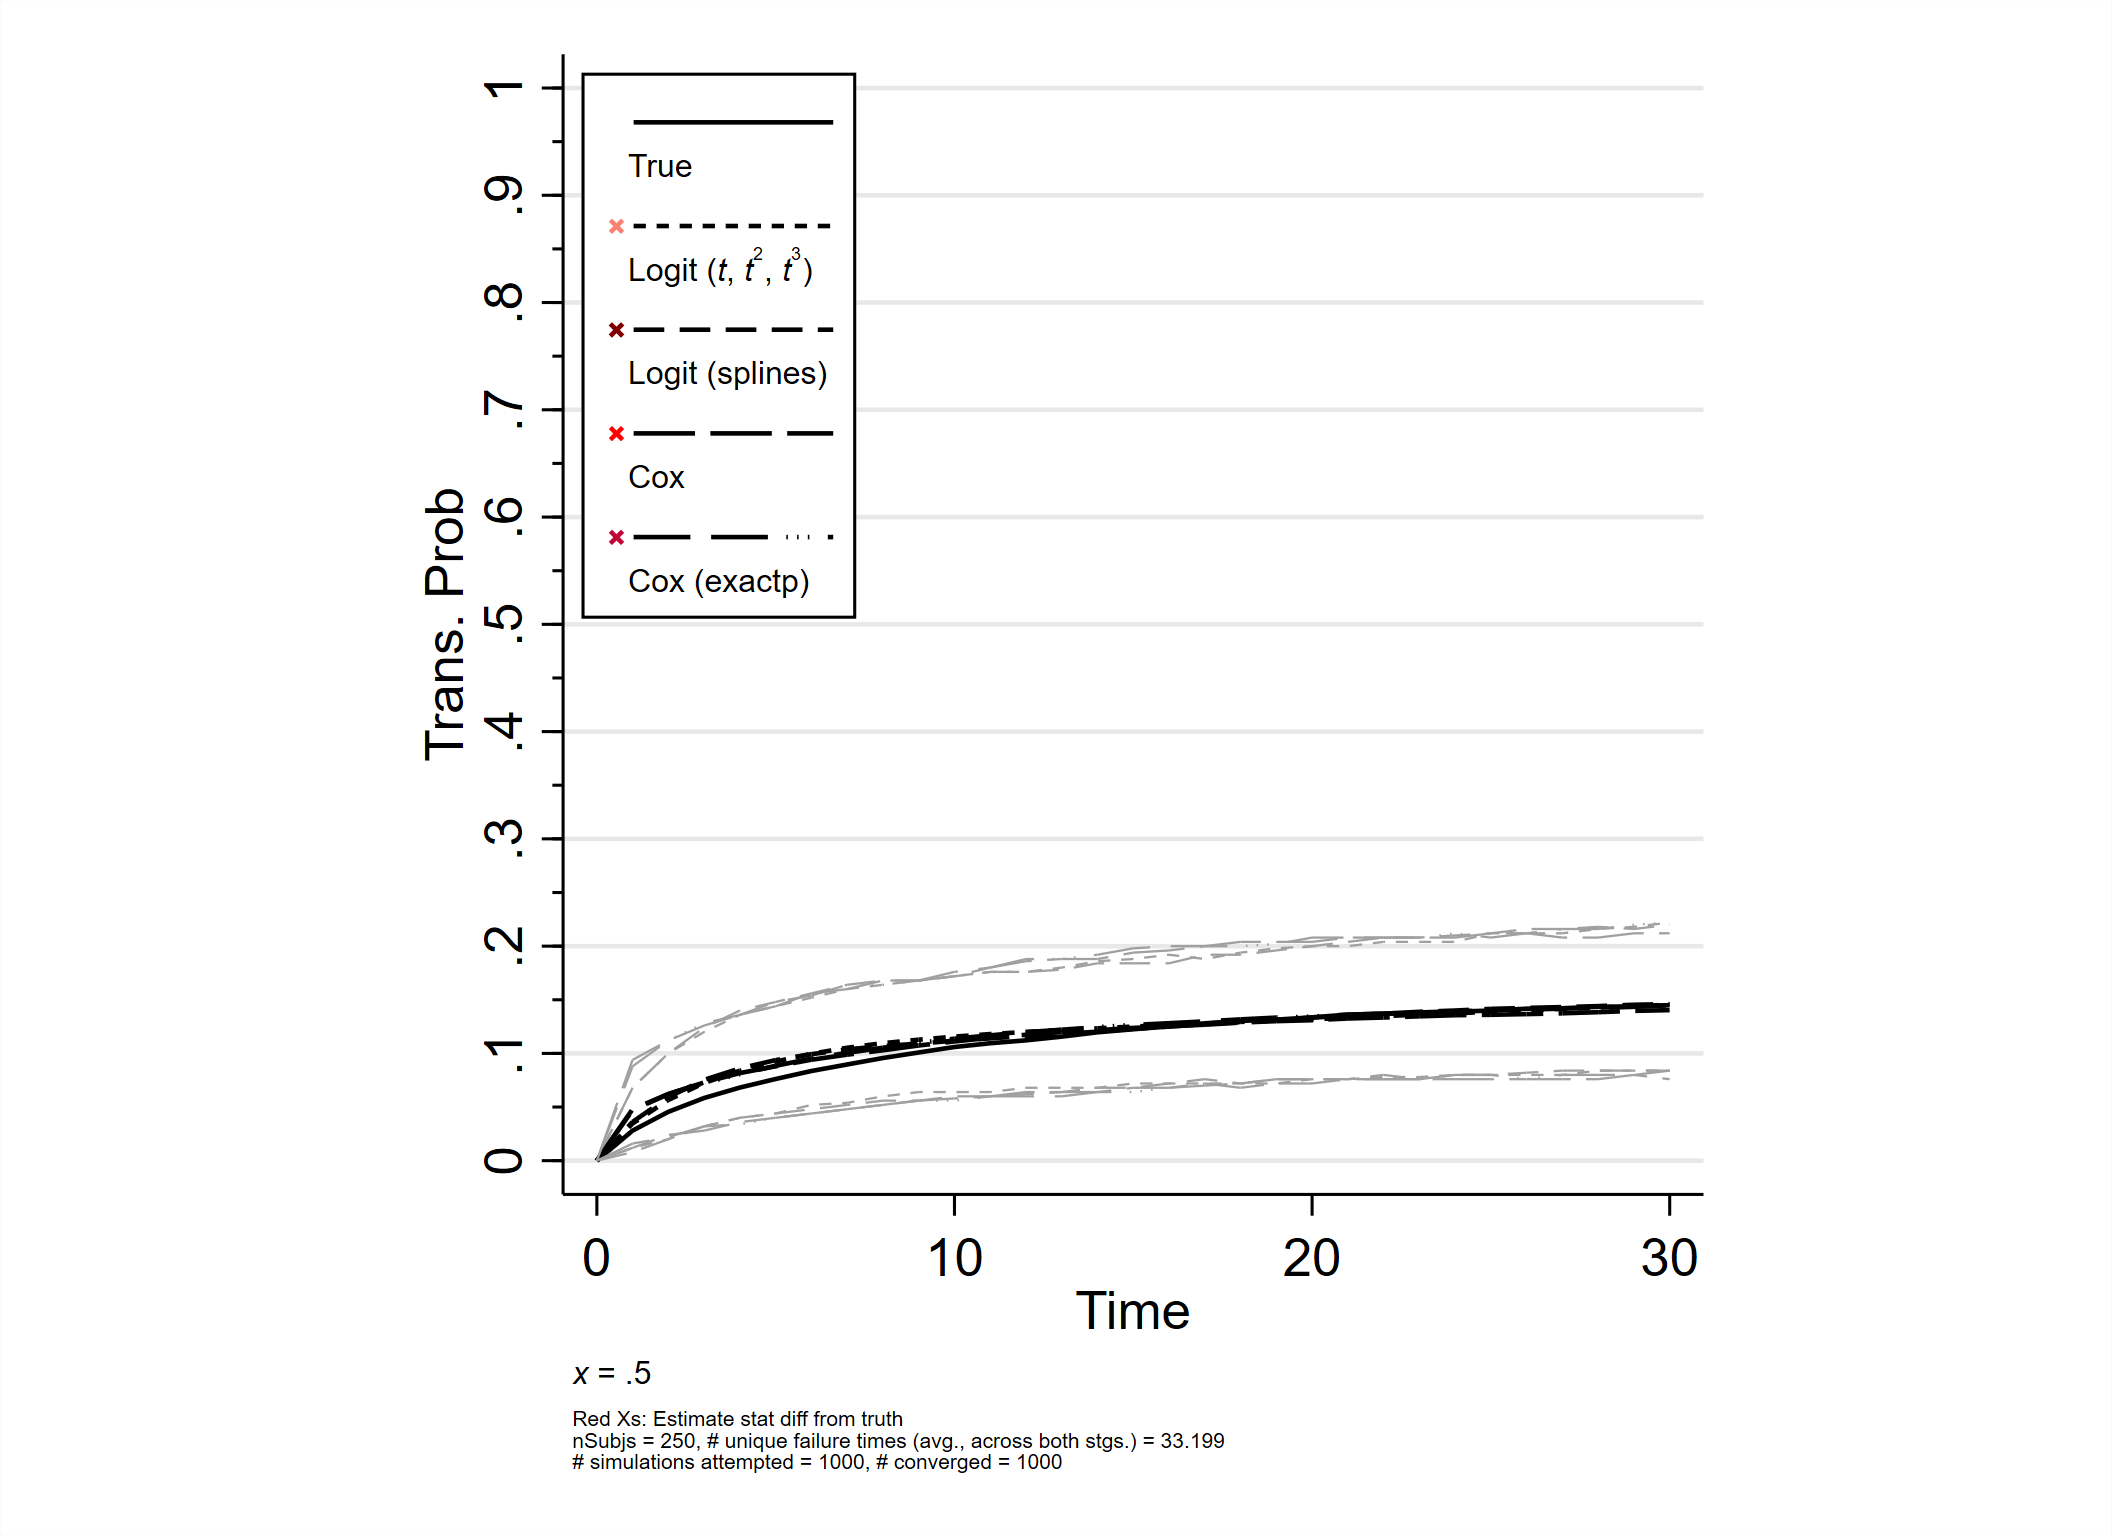 Trans. Prob
1
.9
.8
.7
.6
.5
.4
.3
.2
.1
0
True
Logit (t, t², t³)
Logit (splines)
Cox
Cox (exactp)
0 10 20 30
Time
x = .5
Red Xs: Estimate stat diff from truth
nSubjs = 250, # unique failure times (avg., across both stgs.) = 33.199
# simulations attempted = 1000, # converged = 1000